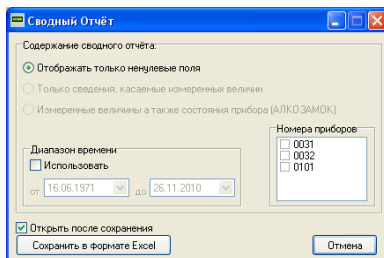 Сводный Отчёт
Содержание сводного отчёта:
Отображать только ненулевые поля
Только сведения, касаемые измеренных величин
Измеренные величины а также состояния прибора (АЛКОЗАМОК)
Номера приборов
0031
0032
0101
Диапазон времени
Использовать
от 16.06.1971 до 26.11.2010
Открыть после сохранения
Сохранить в формате Excel
Отмена